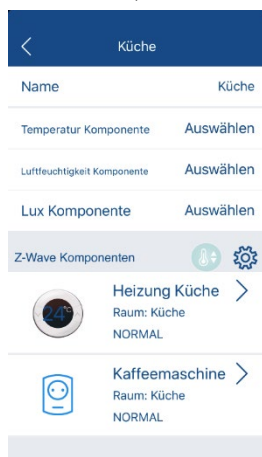 Küche
Name Küche
Temperatur Komponente Auswählen
Luftfeuchtigkeit Komponente Auswählen
Lux Komponente Auswählen
Z-Wave Komponenten
24°
Heizung Küche
Raum: Küche
NORMAL
Kaffeemaschine
Raum: Küche
NORMAL